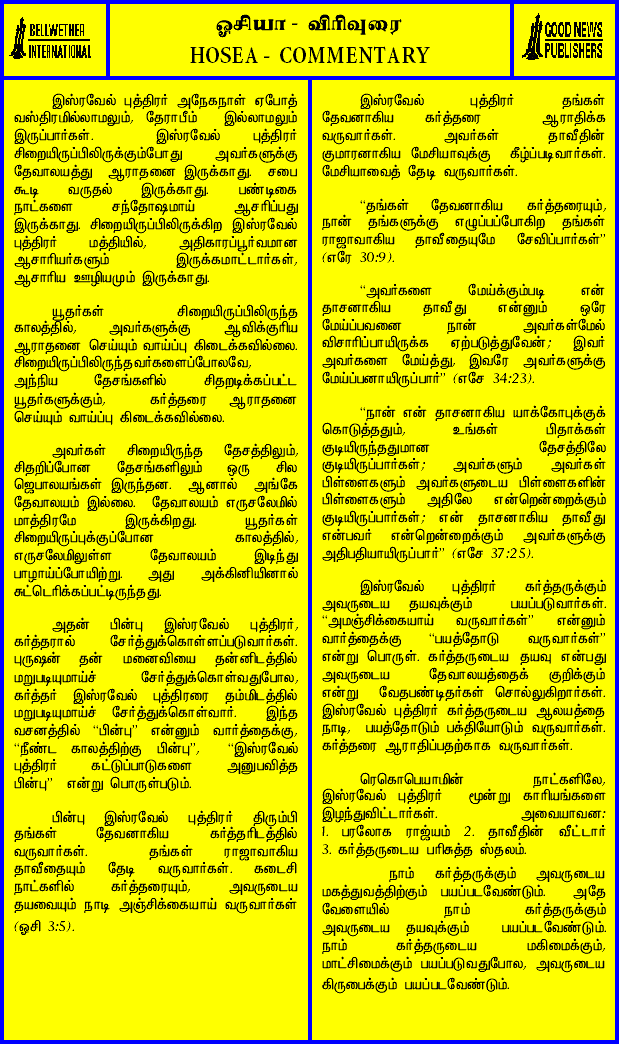 BELLWETHER
INTERNATIONAL
ஓசியா - விரிவுரை
HOSEA - COMMENTARY
GOOD NEWS
PUBLISHERS
இஸ்ரவேல் புத்திரர் அநேகநாள் ஏபோத்
வஸ்திரமில்லாமலும், தேராபீம் இல்லாமலும்
இருப்பார்கள். இஸ்ரவேல் புத்திரர்
சிறையிருப்பிலிருக்கும்போது அவர்களுக்கு
தேவாலயத்து ஆராதனை இருக்காது. சபை
கூடி வருதல் இருக்காது. பண்டிகை
நாட்களை சந்தோஷமாய் ஆசரிப்பது
இருக்காது. சிறையிருப்பிலிருக்கிற இஸ்ரவேல்
புத்திரர் மத்தியில், அதிகாரப்பூர்வமான
ஆசாரியர்களும் இருக்கமாட்டார்கள்,
ஆசாரிய ஊழியமும் இருக்காது.
யூதர்கள் சிறையிருப்பிலிருந்த
காலத்தில், அவர்களுக்கு ஆவிக்குரிய
ஆராதனை செய்யும் வாய்ப்பு கிடைக்கவில்லை.
சிறையிருப்பிலிருந்தவர்களைப்போலவே,
அந்நிய தேசங்களில் சிதறடிக்கப்பட்ட
யூதர்களுக்கும், கர்த்தரை ஆராதனை
செய்யும் வாய்ப்பு கிடைக்கவில்லை.
அவர்கள் சிறையிருந்த தேசத்திலும்,
சிதறிப்போன தேசங்களிலும் ஒரு சில
ஜெபாலயங்கள் இருந்தன. ஆனால் அங்கே
தேவாலயம் இல்லை. தேவாலயம் எருசலேமில்
மாத்திரமே இருக்கிறது. யூதர்கள்
சிறையிருப்புக்குப்போன காலத்தில்,
எருசலேமிலுள்ள தேவாலயம் இடிந்து
பாழாய்ப்போயிற்று. அது அக்கினியினால்
சுட்டெரிக்கப்பட்டிருந்தது.
அதன் பின்பு இஸ்ரவேல் புத்திரர்,
கர்த்தரால் சேர்த்துக்கொள்ளப்படுவார்கள்.
புருஷன் தன் மனைவியை தன்னிடத்தில்
மறுபடியுமாய்ச் சேர்த்துக்கொள்வதுபோல,
கர்த்தர் இஸ்ரவேல் புத்திரரை தம்மிடத்தில்
மறுபடியுமாய்ச் சேர்த்துக்கொள்வார். இந்த
வசனத்தில் “பின்பு” என்னும் வார்த்தைக்கு,
“நீண்ட காலத்திற்கு பின்பு”, “இஸ்ரவேல்
புத்திரர் கட்டுப்பாடுகளை அனுபவித்த
பின்பு” என்று பொருள்படும்.
பின்பு இஸ்ரவேல் புத்திரர் திரும்பி
தங்கள் தேவனாகிய கர்த்தரிடத்தில்
வருவார்கள். தங்கள் ராஜாவாகிய
தாவீதையும் தேடி வருவார்கள். கடைசி
நாட்களில் கர்த்தரையும், அவருடைய
தயவையும் நாடி அஞ்சிக்கையாய் வருவார்கள்
(ஓசி 3:5).
இஸ்ரவேல் புத்திரர் தங்கள்
தேவனாகிய கர்த்தரை ஆராதிக்க
வருவார்கள். அவர்கள் தாவீதின்
குமாரனாகிய மேசியாவுக்கு கீழ்ப்படிவார்கள்.
மேசியாவைத் தேடி வருவார்கள்.
“தங்கள் தேவனாகிய கர்த்தரையும்,
நான் தங்களுக்கு எழுப்பப்போகிற தங்கள்
ராஜாவாகிய தாவீதையுமே சேவிப்பார்கள்”
(எரே 30:9).
“அவர்களை மேய்க்கும்படி என்
தாசனாகிய தாவீது என்னும் ஒரே
மேய்ப்பவனை நான் அவர்கள்மேல்
விசாரிப்பாயிருக்க ஏற்படுத்துவேன்; இவர்
அவர்களை மேய்த்து, இவரே அவர்களுக்கு
மேய்ப்பனாயிருப்பார்” (எசே 34:23).
“நான் என் தாசனாகிய யாக்கோபுக்குக்
கொடுத்ததும், உங்கள் பிதாக்கள்
குடியிருந்ததுமான தேசத்திலே
குடியிருப்பார்கள்; அவர்களும் அவர்கள்
பிள்ளைகளும் அவர்களுடைய பிள்ளைகளின்
பிள்ளைகளும் அதிலே என்றென்றைக்கும்
குடியிருப்பார்கள்; என் தாசனாகிய தாவீது
என்பவர் என்றென்றைக்கும் அவர்களுக்கு
அதிபதியாயிருப்பார்” (எசே 37:25).
இஸ்ரவேல் புத்திரர் கர்த்தருக்கும்
அவருடைய தயவுக்கும் பயப்படுவார்கள்.
“அமஞ்சிக்கையாய் வருவார்கள்” என்னும்
வார்த்தைக்கு “பயத்தோடு வருவார்கள்”
என்று பொருள். கர்த்தருடைய தயவு என்பது
அவருடைய தேவாலயத்தைக் குறிக்கும்
என்று வேதபண்டிதர்கள் சொல்லுகிறார்கள்.
இஸ்ரவேல் புத்திரர் கர்த்தருடைய ஆலயத்தை
நாடி, பயத்தோடும் பக்தியோடும் வருவார்கள்.
கர்த்தரை ஆராதிப்பதற்காக வருவார்கள்.
ரெகொபெயாமின் நாட்களிலே,
இஸ்ரவேல் புத்திரர் மூன்று காரியங்களை
இழந்துவிட்டார்கள். அவையாவன:
1. பரலோக ராஜ்யம் 2. தாவீதின் வீட்டார்
3. கர்த்தருடைய பரிசுத்த ஸ்தலம்.
நாம் கர்த்தருக்கும் அவருடைய
மகத்துவத்திற்கும் பயப்படவேண்டும். அதே
வேளையில் நாம் கர்த்தருக்கும்
அவருடைய தயவுக்கும் பயப்படவேண்டும்.
நாம் கர்த்தருடைய மகிமைக்கும்,
மாட்சிமைக்கும் பயப்படுவதுபோல, அவருடைய
கிருபைக்கும் பயப்படவேண்டும்.